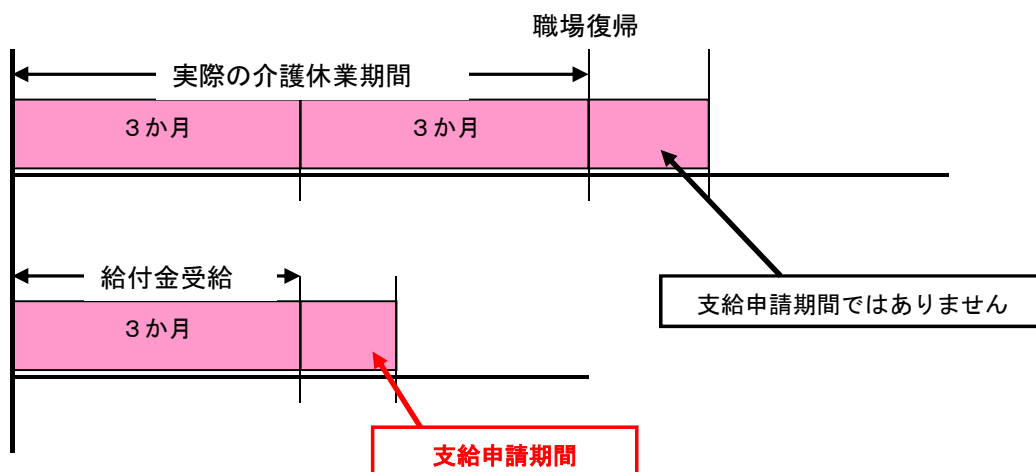 職場復帰
実際の介護休業期間
３か月
３か月
給付金受給
支給申請期間ではありません
３か月
支給申請期間